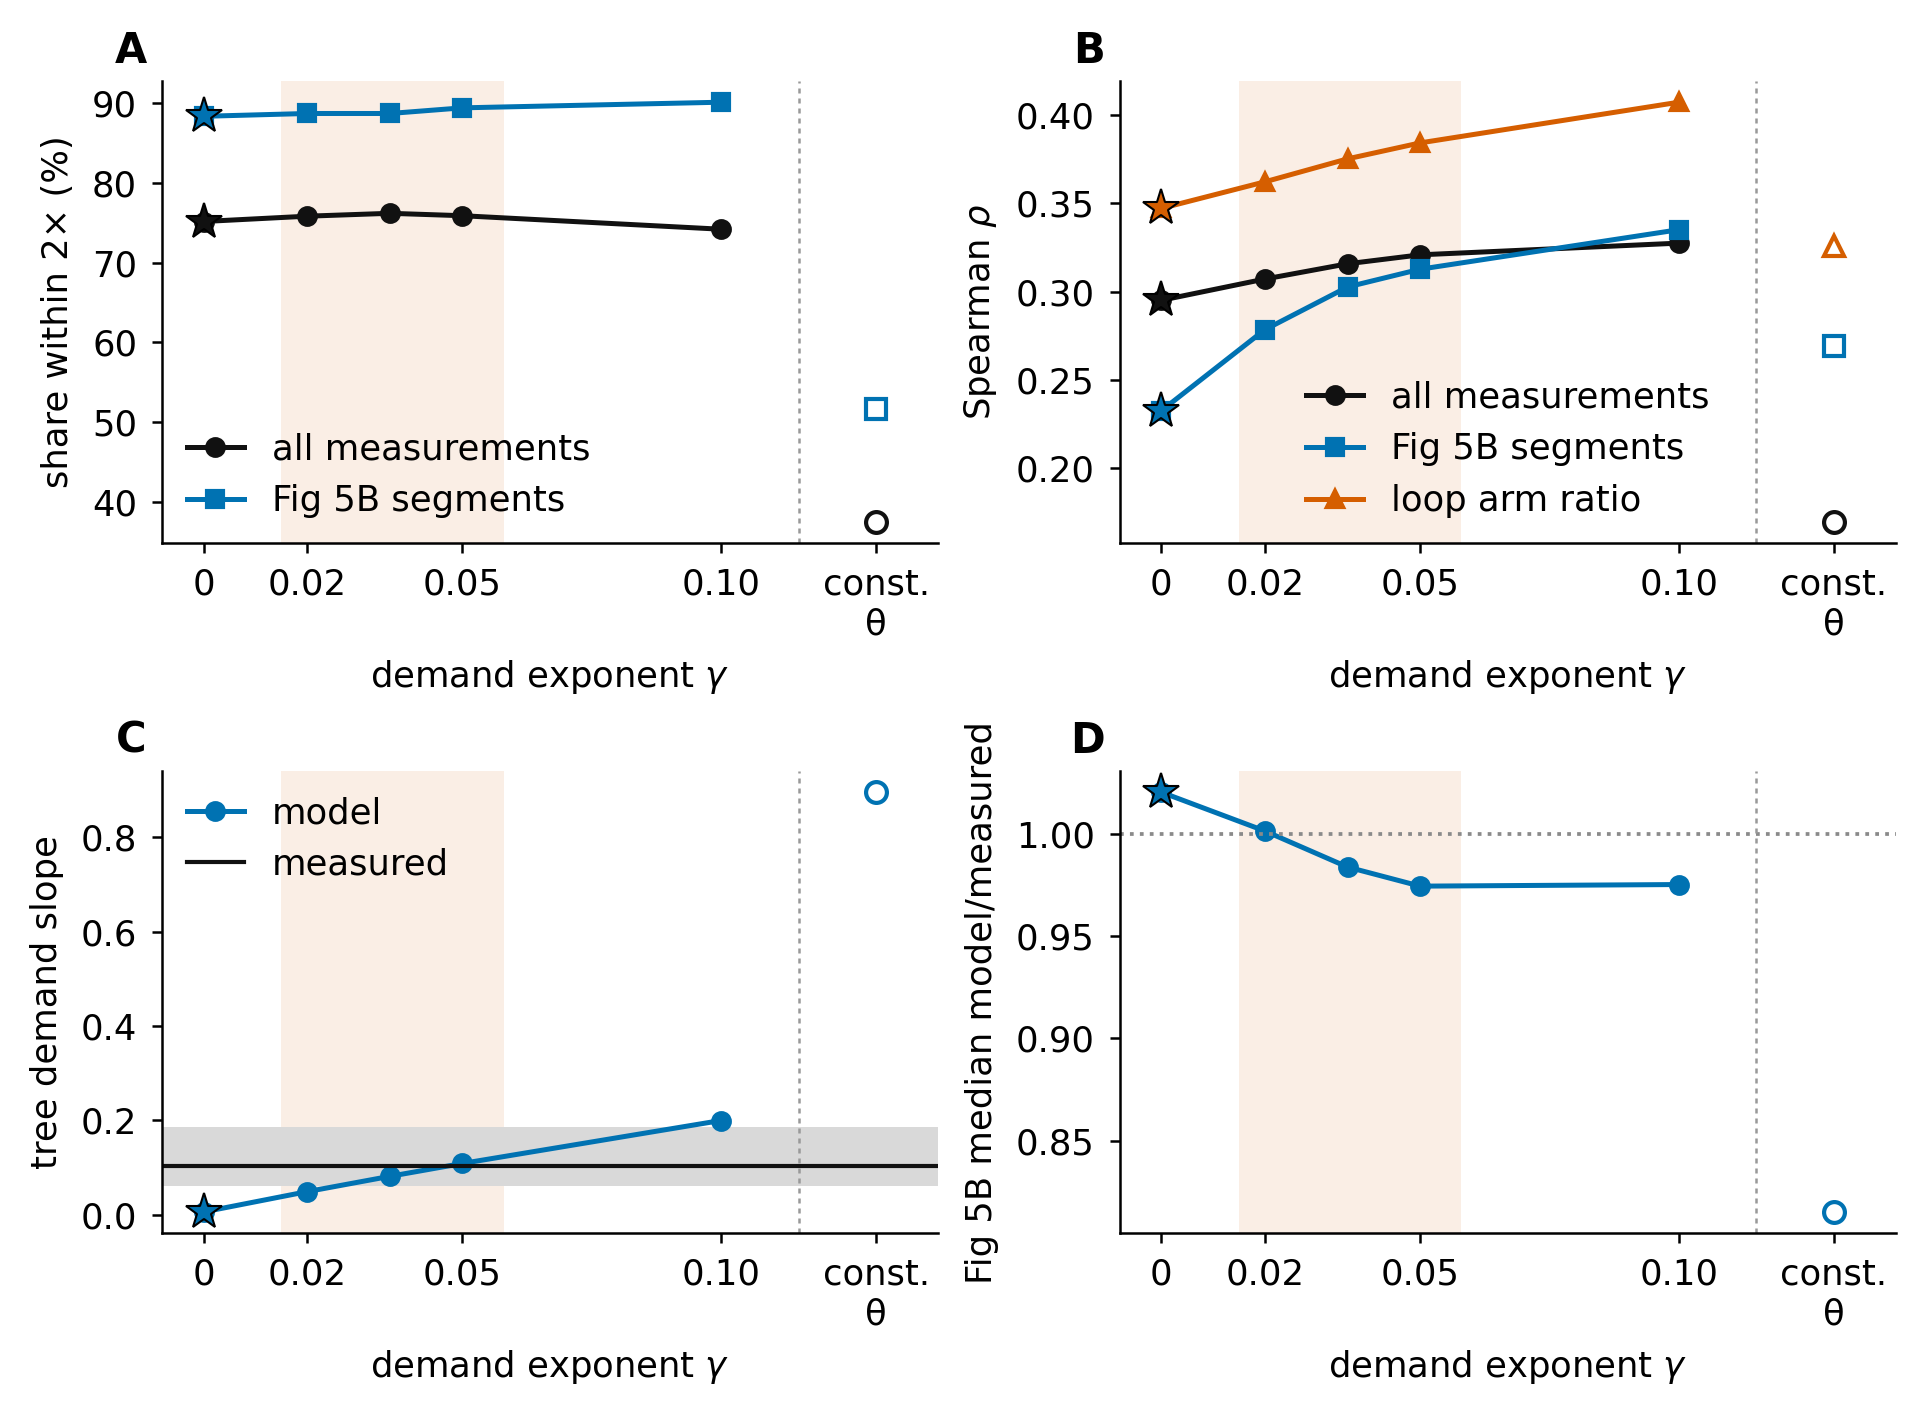 A
share within 2× (%)
90
80
70
60
50
40
all measurements
Fig 5B segments
0
0.02
0.05
0.10
const.
θ
demand exponent γ
B
Spearman ρ
0.40
0.35
0.30
0.25
0.20
all measurements
Fig 5B segments
loop arm ratio
0
0.02
0.05
0.10
const.
θ
demand exponent γ
C
tree demand slope
0.8
0.6
0.4
0.2
0.0
model
measured
0
0.02
0.05
0.10
const.
θ
demand exponent γ
D
Fig 5B median model/measured
1.00
0.95
0.90
0.85
0
0.02
0.05
0.10
const.
θ
demand exponent γ